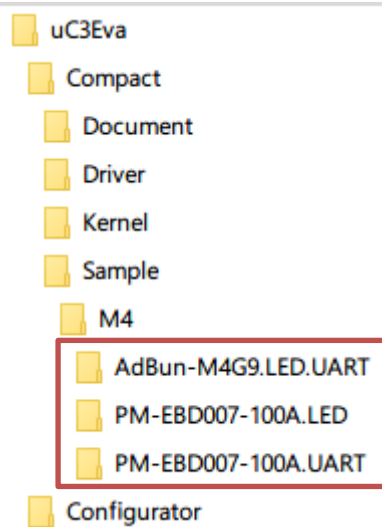 uC3Eva
Compact
Document
Driver
Kernel
Sample
M4
AdBun-M4G9.LED.UART
PM-EBD007-100A.LED
PM-EBD007-100A.UART
Configurator